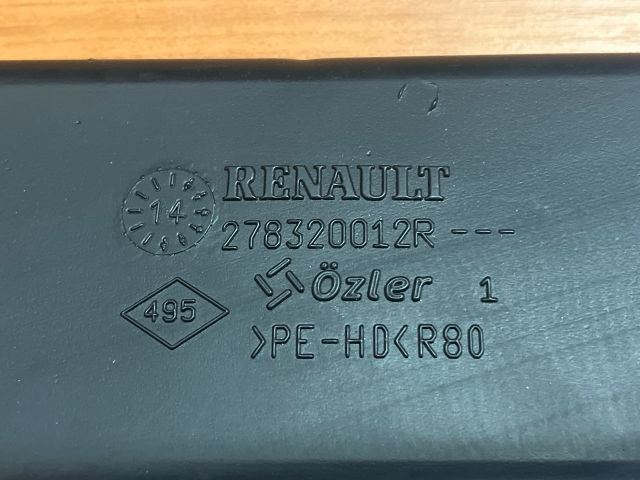 RENAULT
14
278320012R ---
Özler 1
495
>PE-HD<R80